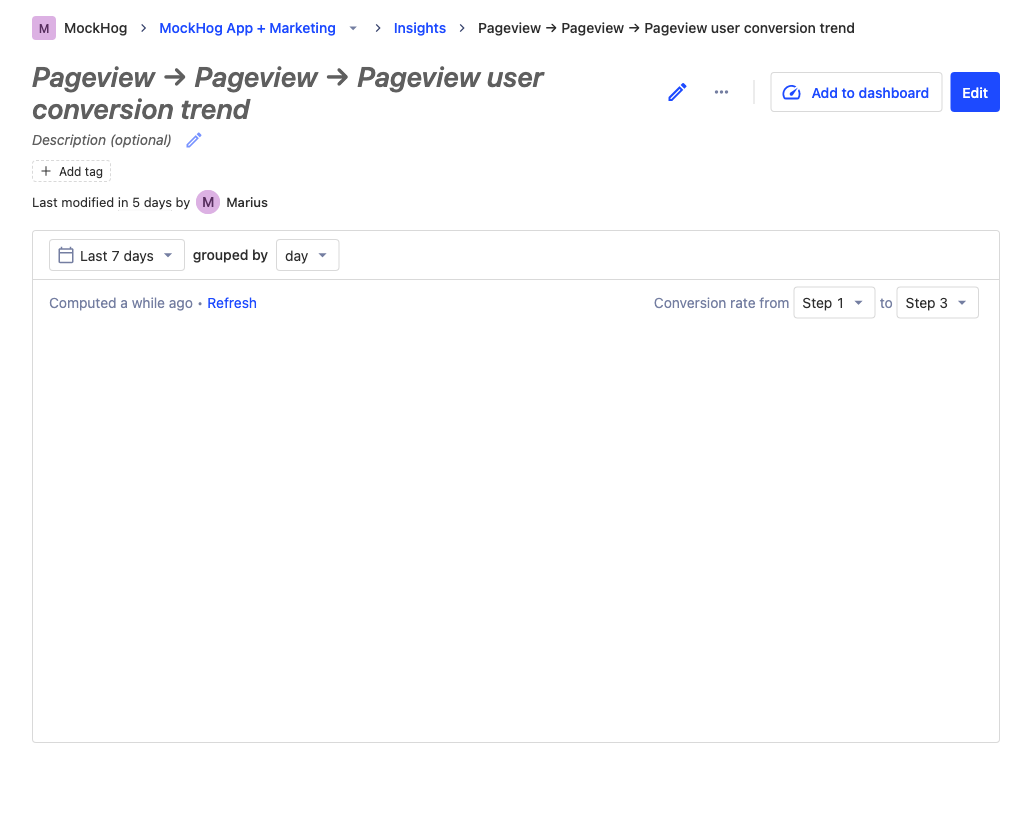 M MockHog MockHog App + Marketing Insights Pageview → Pageview → Pageview user conversion trend
Pageview → Pageview → Pageview user
conversion trend
Add to dashboard Edit
Description (optional)
Add tag
Last modified in 5 days by M Marius
Last 7 days grouped by day
Computed a while ago • Refresh Conversion rate from Step 1 to Step 3